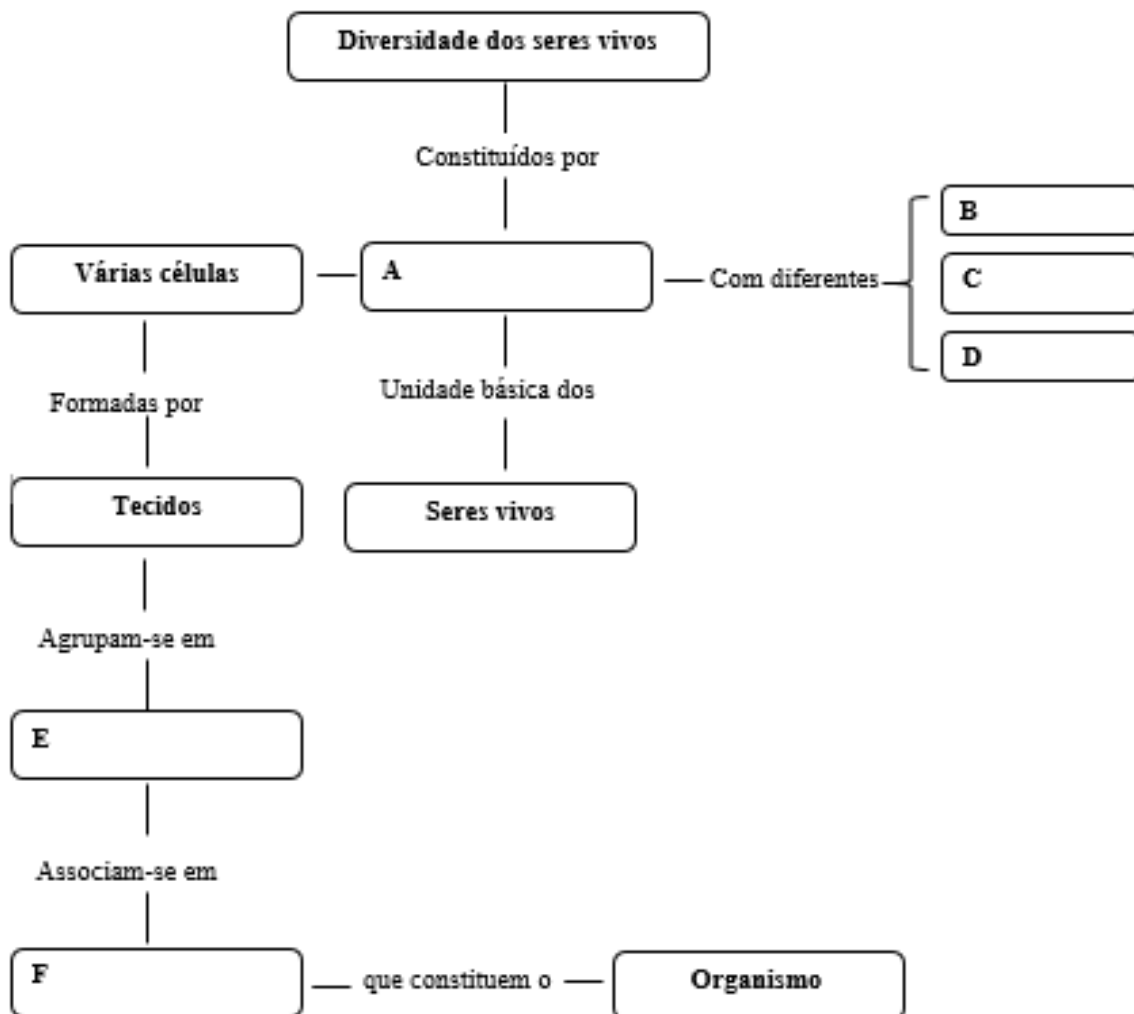 Diversidade dos seres vivos
Constituídos por
B
Várias células
A
Com diferentes
C
D
Unidade básica dos
Formadas por
Tecidos
Seres vivos
Agrupam-se em
E
Associam-se em
F
que constituem o
Organismo